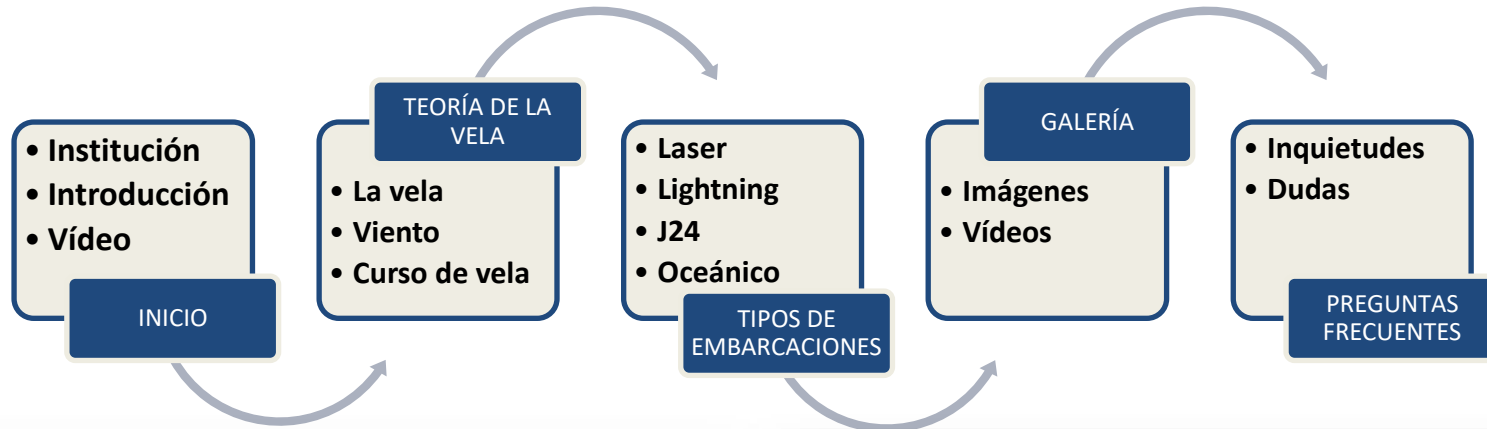 • Institución
• Introducción
• Vídeo
INICIO
TEORÍA DE LA
VELA
• La vela
• Viento
• Curso de vela
• Laser
• Lightning
• J24
• Oceánico
TIPOS DE
EMBARCACIONES
GALERÍA
• Imágenes
• Vídeos
• Inquietudes
• Dudas
PREGUNTAS
FRECUENTES